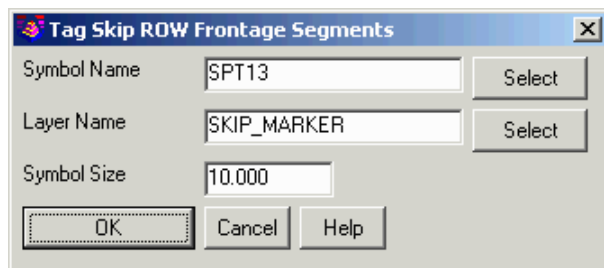 Tag Skip ROW Frontage Segments
Symbol Name SPT13 Select
Layer Name SKIP_MARKER Select
Symbol Size 10.000
OK Cancel Help